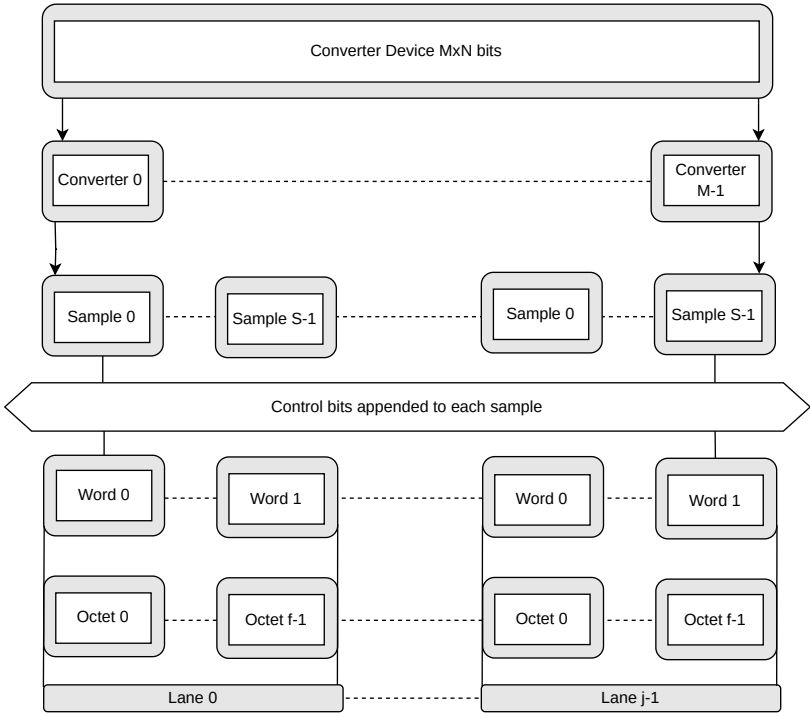 Converter Device MxN bits
Converter 0
Converter
M-1
Sample 0
Sample S-1
Sample 0
Sample S-1
Control bits appended to each sample
Word 0
Word 1
Word 0
Word 1
Octet 0
Octet f-1
Octet 0
Octet f-1
Lane 0
Lane j-1